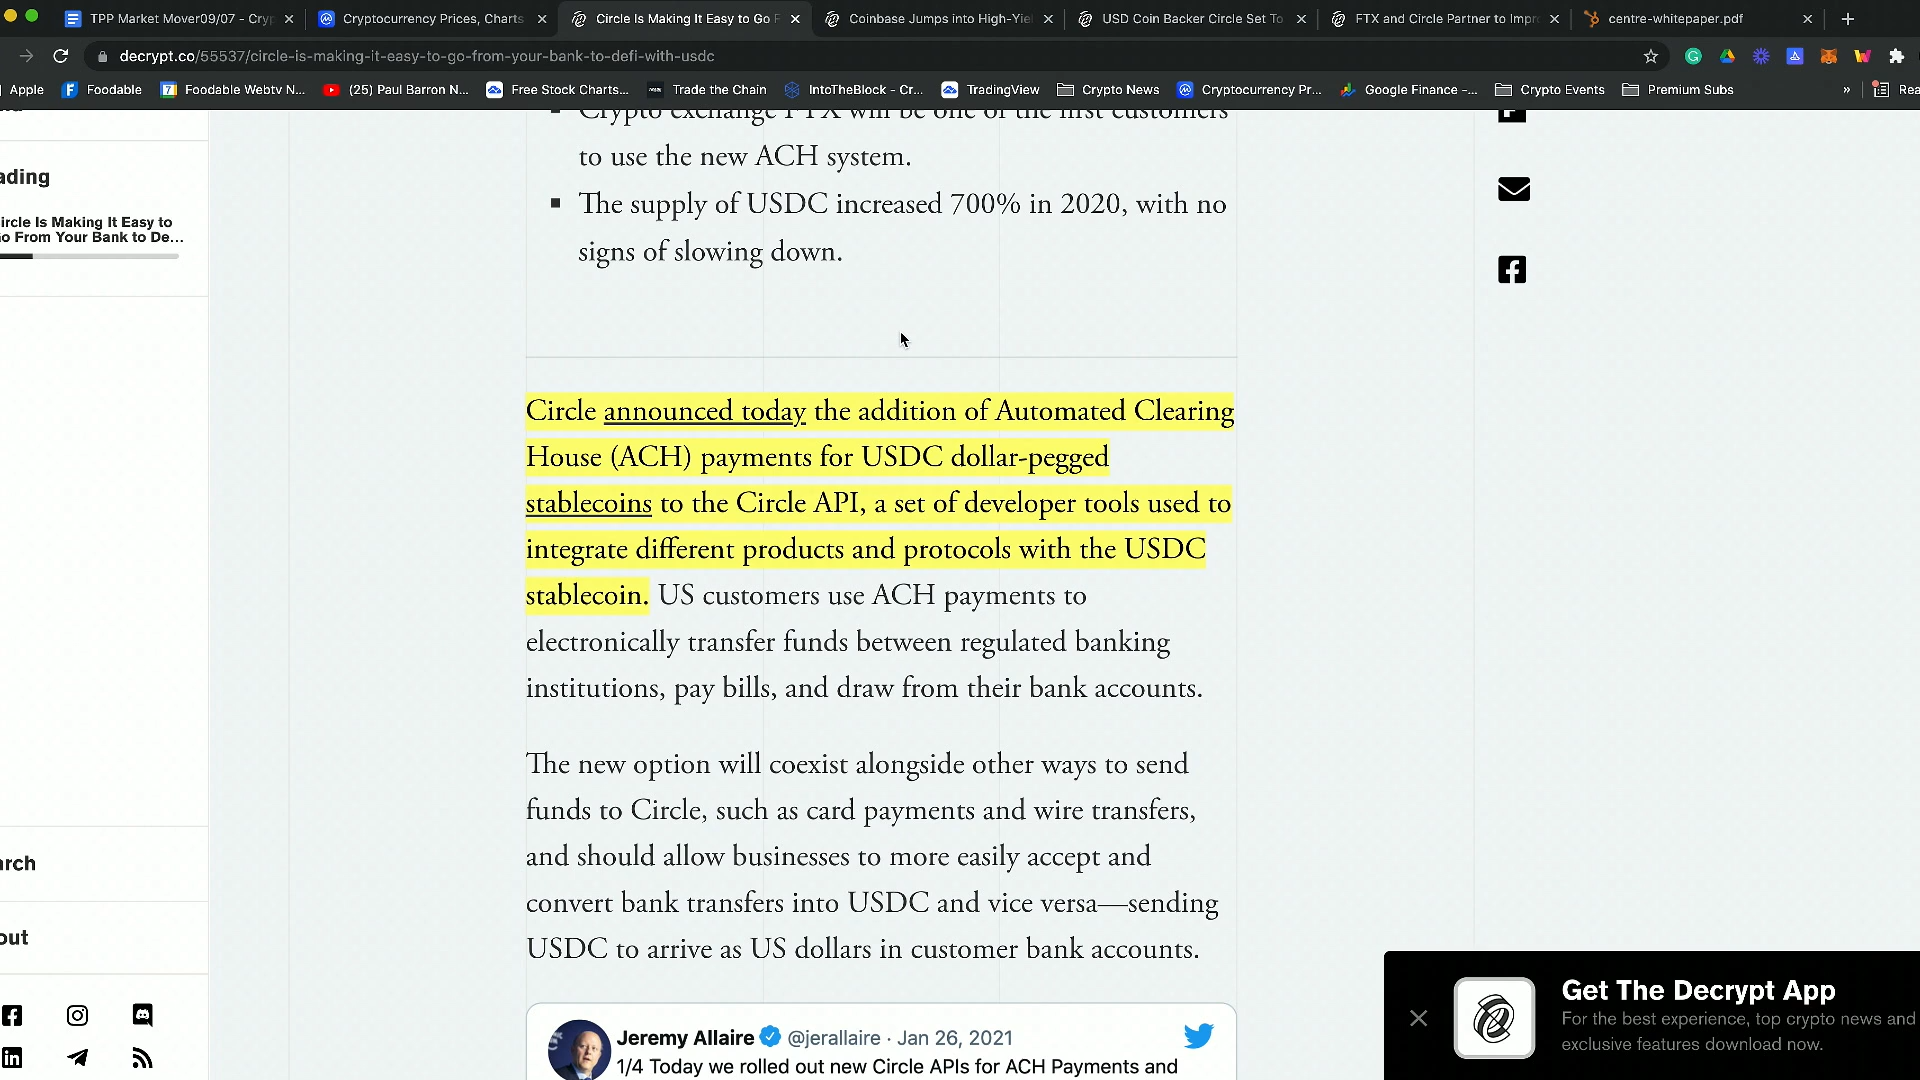 TPP Market Mover09/07 - Cryp
Cryptocurrency Prices, Charts
Circle Is Making It Easy to Go F
Coinbase Jumps into High-Yiel
USD Coin Backer Circle Set To
FTX and Circle Partner to Impr
centre-whitepaper.pdf
decrypt.co/55537/circle-is-making-it-easy-to-go-from-your-bank-to-defi-with-usdc
Apple
Foodable
Foodable Webtv N...
(25) Paul Barron N...
Free Stock Charts...
Trade the Chain
IntoTheBlock - Cr...
TradingView
Crypto News
Cryptocurrency Pr...
Google Finance -...
Crypto Events
Premium Subs
»
Rea
ading
ircle Is Making It Easy to
o From Your Bank to De...
arch
out
Crypto exchange FTX will be one of the first customers
to use the new ACH system.
The supply of USDC increased 700% in 2020, with no
signs of slowing down.
Circle announced today the addition of Automated Clearing
House (ACH) payments for USDC dollar-pegged
stablecoins to the Circle API, a set of developer tools used to
integrate different products and protocols with the USDC
stablecoin. US customers use ACH payments to
electronically transfer funds between regulated banking
institutions, pay bills, and draw from their bank accounts.
The new option will coexist alongside other ways to send
funds to Circle, such as card payments and wire transfers,
and should allow businesses to more easily accept and
convert bank transfers into USDC and vice versa—sending
USDC to arrive as US dollars in customer bank accounts.
Jeremy Allaire @jerallaire · Jan 26, 2021
1/4 Today we rolled out new Circle APIs for ACH Payments and
Get The Decrypt App
For the best experience, top crypto news and
exclusive features download now.